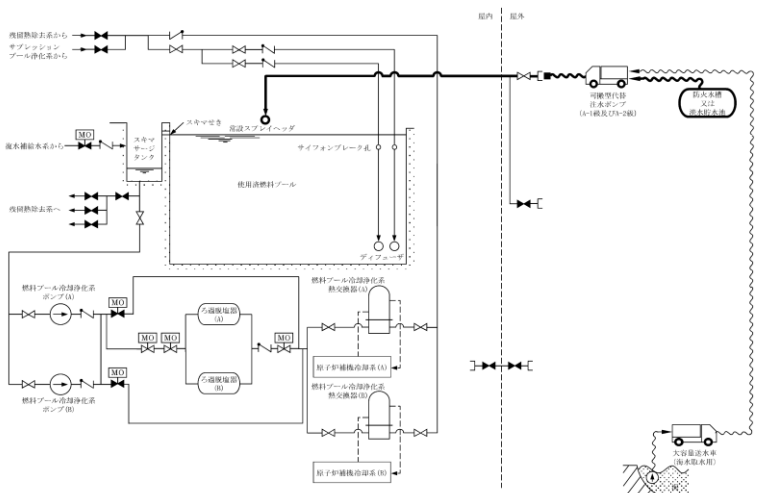 残留熱除去系から
サプレッション
プール浄化系から
屋内
屋外
可搬型代替
注水ポンプ
(A-1級及びA-2級)
防火水槽
又は
淡水貯水池
スキマせき
常設スプレイヘッダ
MO
復水補給水系から
スキマ
サージ
タンク
サイフォンブレーク孔
使用済燃料プール
残留熱除去系へ
ディフューザ
燃料プール冷却浄化系
ポンプ(A)
MO
ろ過脱塩器
(A)
MO
MO
MO
ろ過脱塩器
(B)
MO
燃料プール冷却浄化系
ポンプ(B)
燃料プール冷却浄化系
熱交換器(A)
原子炉補機冷却系(A)
燃料プール冷却浄化系
熱交換器(B)
原子炉補機冷却系(B)
大容量送水車
(海水取水用)
海